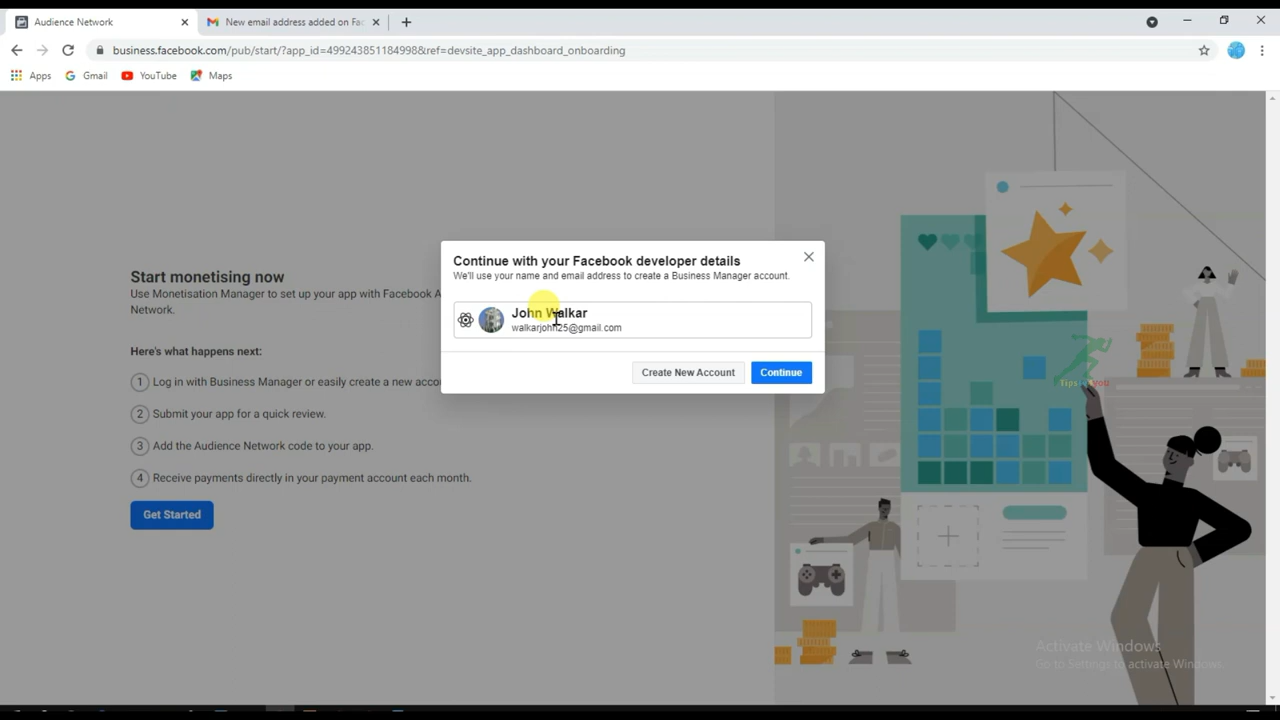 Audience Network
New email address added on Fac
business.facebook.com/pub/start/?app_id=499243851184998&ref=devsite_app_dashboard_onboarding
Apps
Gmail
YouTube
Maps
Continue with your Facebook developer details
We'll use your name and email address to create a Business Manager account.
John Walkar
walkarjohn25@gmail.com
Create New Account
Continue
Start monetising now
Use Monetisation Manager to set up your app with Facebook A
Network.
Here's what happens next:
1 Log in with Business Manager or easily create a new accou
2 Submit your app for a quick review.
3 Add the Audience Network code to your app.
4 Receive payments directly in your payment account each month.
Get Started
Activate Windows
Go to Settings to activate Windows.